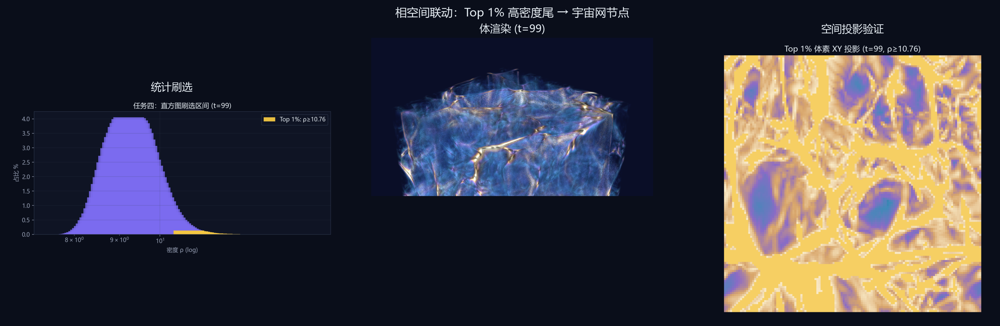 相空间联动：Top 1% 高密度尾 → 宇宙网节点
统计刷选
任务四：直方图刷选区间 (t=99)
Top 1%: ρ≥10.76
占比 %
4.0
3.5
3.0
2.5
2.0
1.5
1.0
0.5
0.0
8 × 10⁰
9 × 10⁰
10¹
密度 ρ (log)
体渲染 (t=99)
空间投影验证
Top 1% 体素 XY 投影 (t=99, ρ≥10.76)